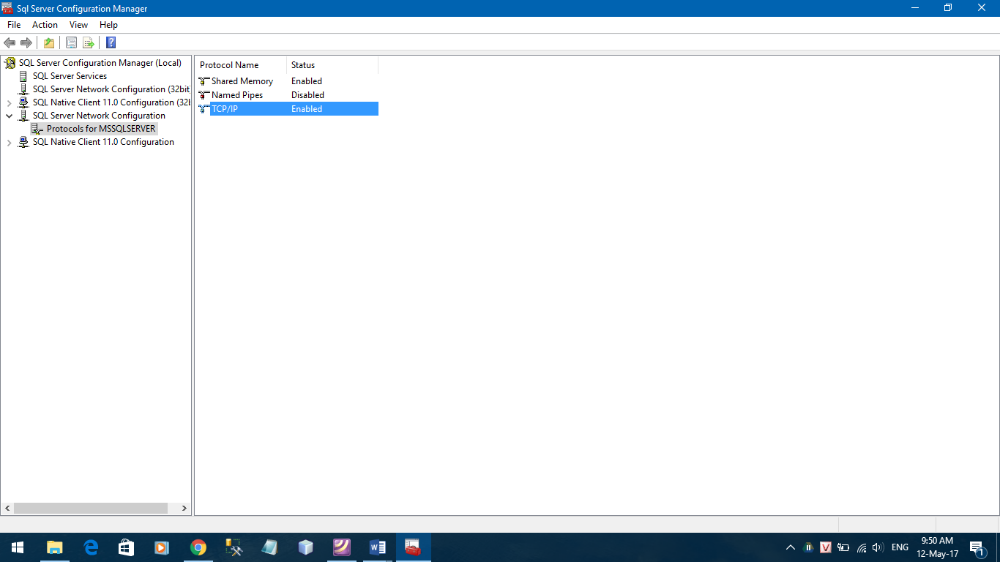 Sql Server Configuration Manager
File Action View Help
SQL Server Configuration Manager (Local)
SQL Server Services
SQL Server Network Configuration (32bit
SQL Native Client 11.0 Configuration (32b
SQL Server Network Configuration
Protocols for MSSQLSERVER
SQL Native Client 11.0 Configuration
Protocol Name Status
Shared Memory Enabled
Named Pipes Disabled
TCP/IP Enabled
ENG
9:50 AM
12-May-17
1